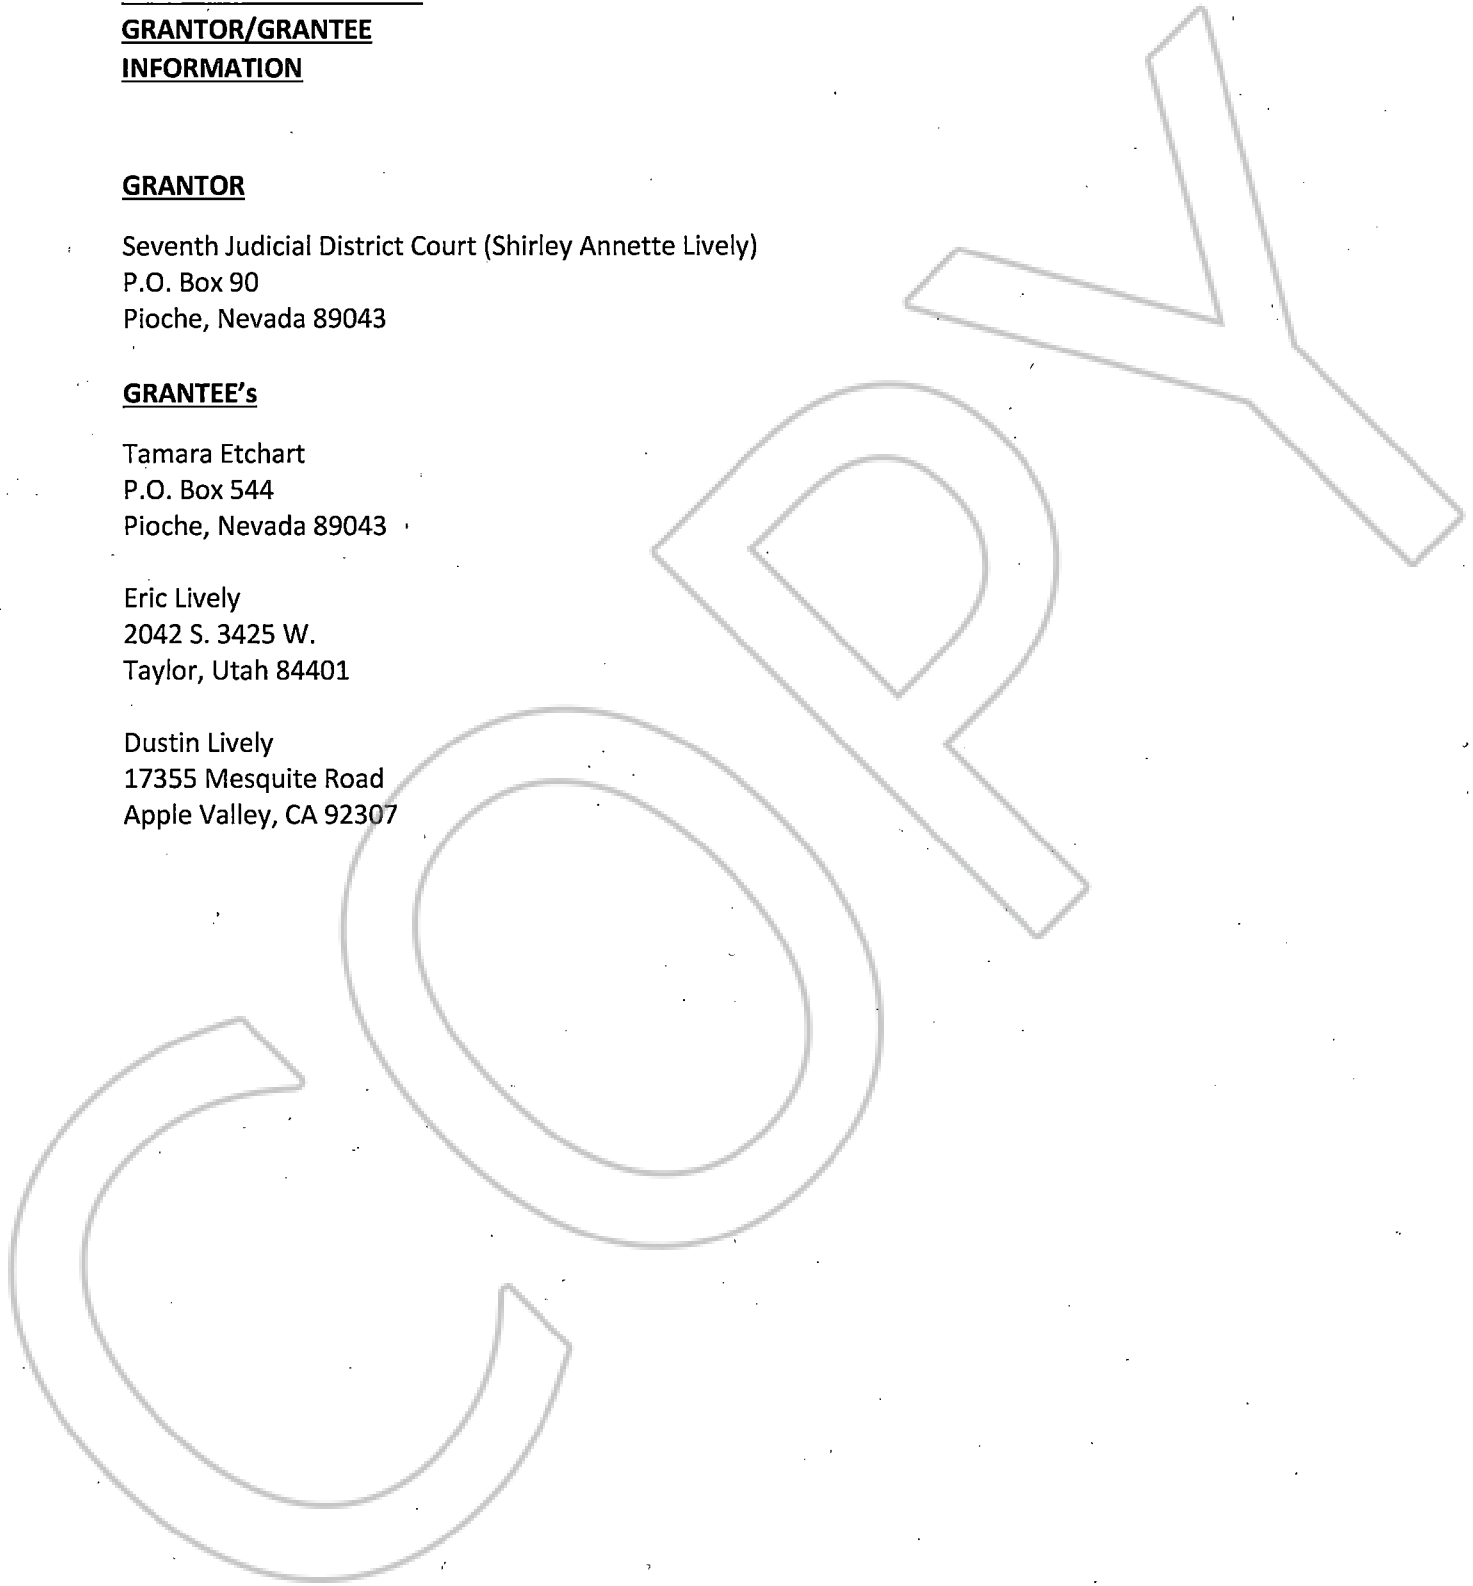 GRANTOR/GRANTEE
INFORMATION
GRANTOR
Seventh Judicial District Court (Shirley Annette Lively)
P.O. Box 90
Pioche, Nevada 89043
GRANTEE’s
Tamara Etchart
P.O. Box 544
Pioche, Nevada 89043
Eric Lively
2042 S. 3425 W.
Taylor, Utah 84401
Dustin Lively
17355 Mesquite Road
Apple Valley, CA 92307
COPY